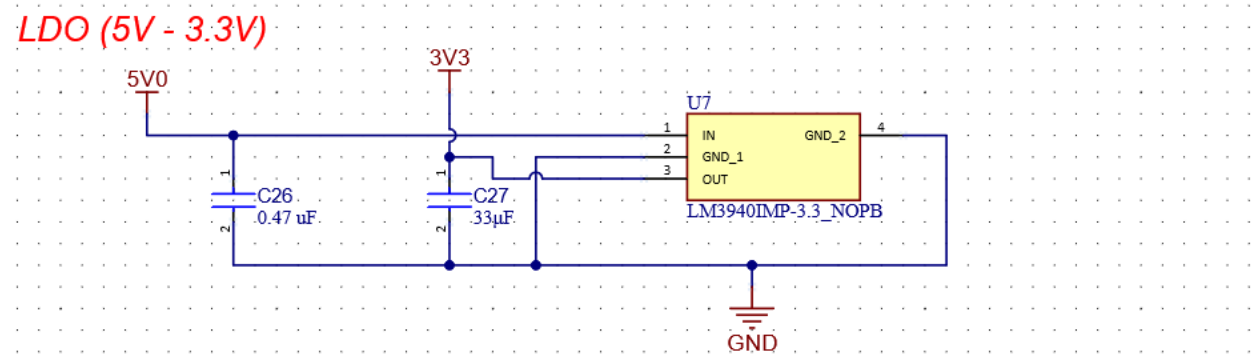 LDO (5V - 3.3V)
5V0
3V3
U7
1
IN
GND_2
4
2
GND_1
3
OUT
LM3940IMP-3.3_NOPB
1
C26
0.47 uF
2
1
C27
33µF
2
GND